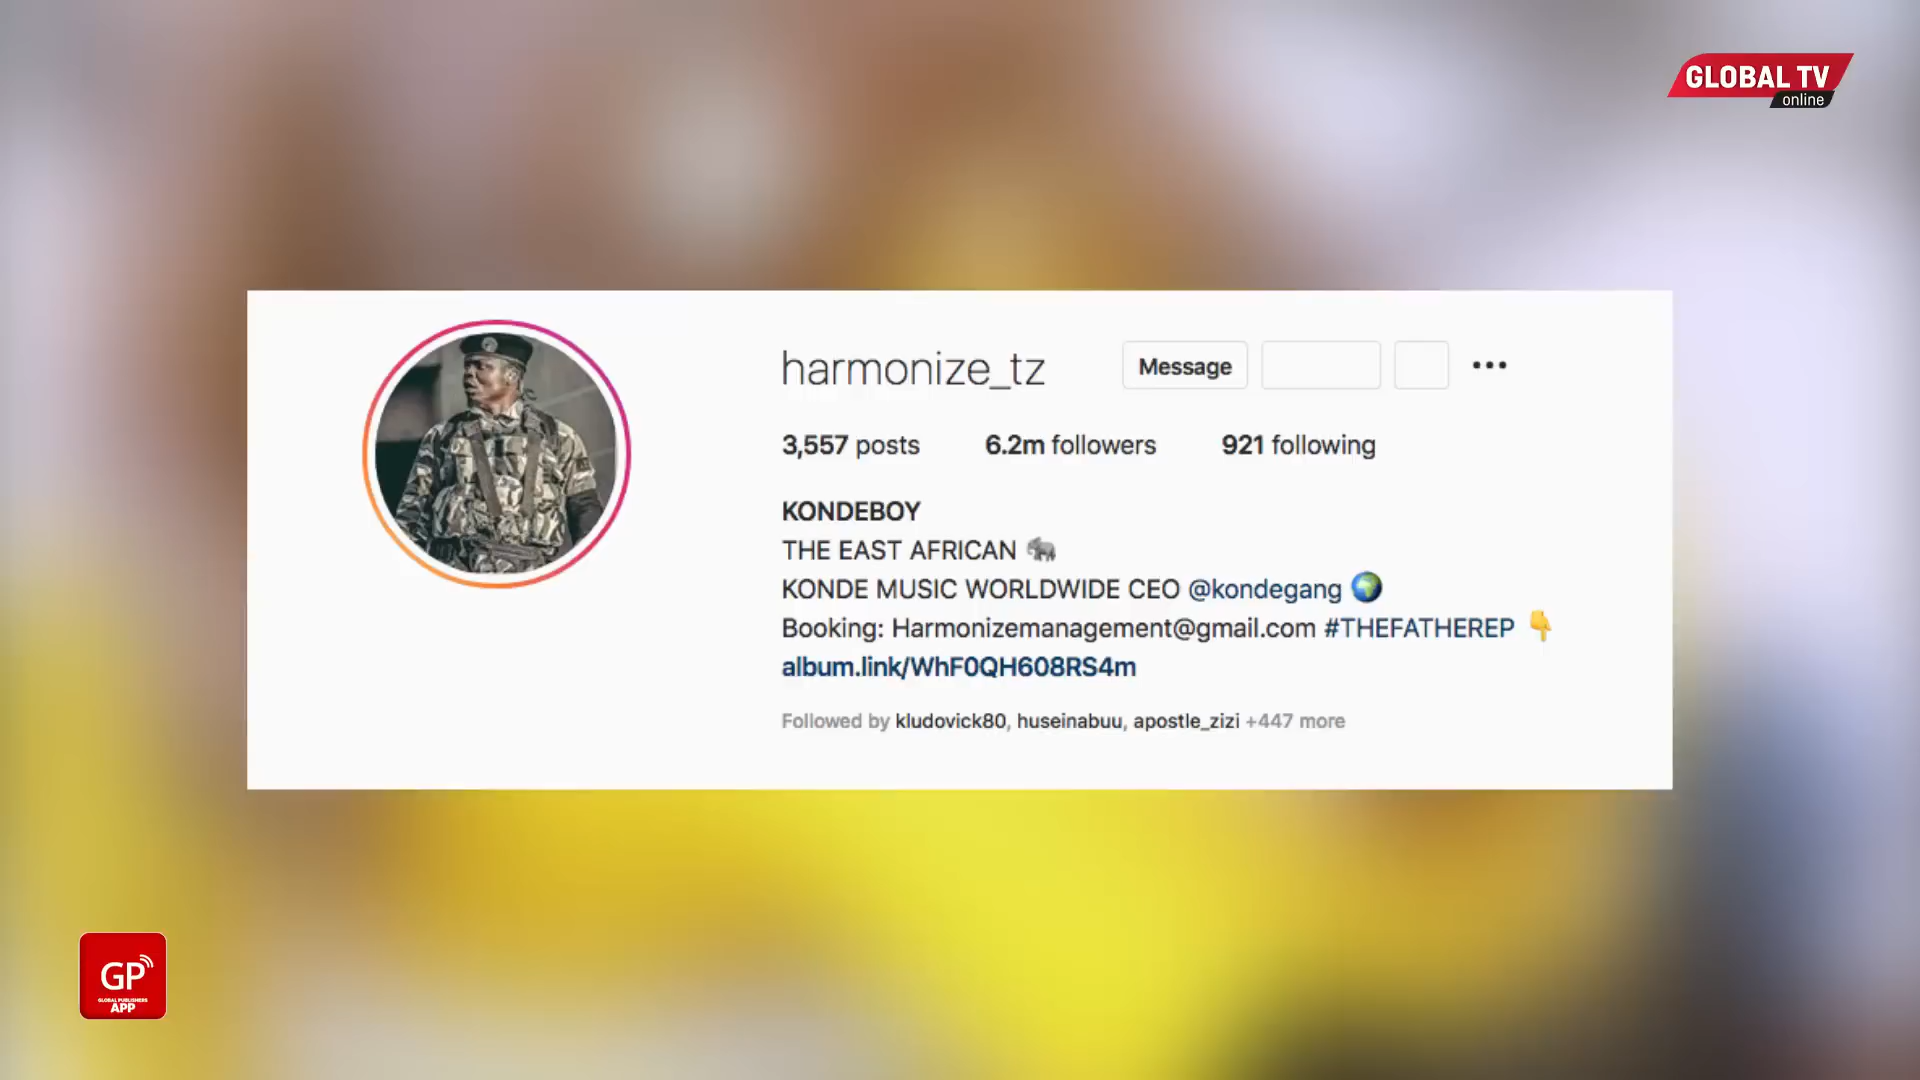 GLOBAL TV
online
harmonize_tz
Message
3,557 posts 6.2m followers 921 following
KONDEBOY
THE EAST AFRICAN 🐘
KONDE MUSIC WORLDWIDE CEO @kondegang 🌍
Booking: Harmonizemanagement@gmail.com #THEFATHEREP 👇
album.link/WhF0QH608RS4m
Followed by kludovick80, huseinabuu, apostle_zizi +447 more
GP
GLOBAL PUBLISHERS
APP